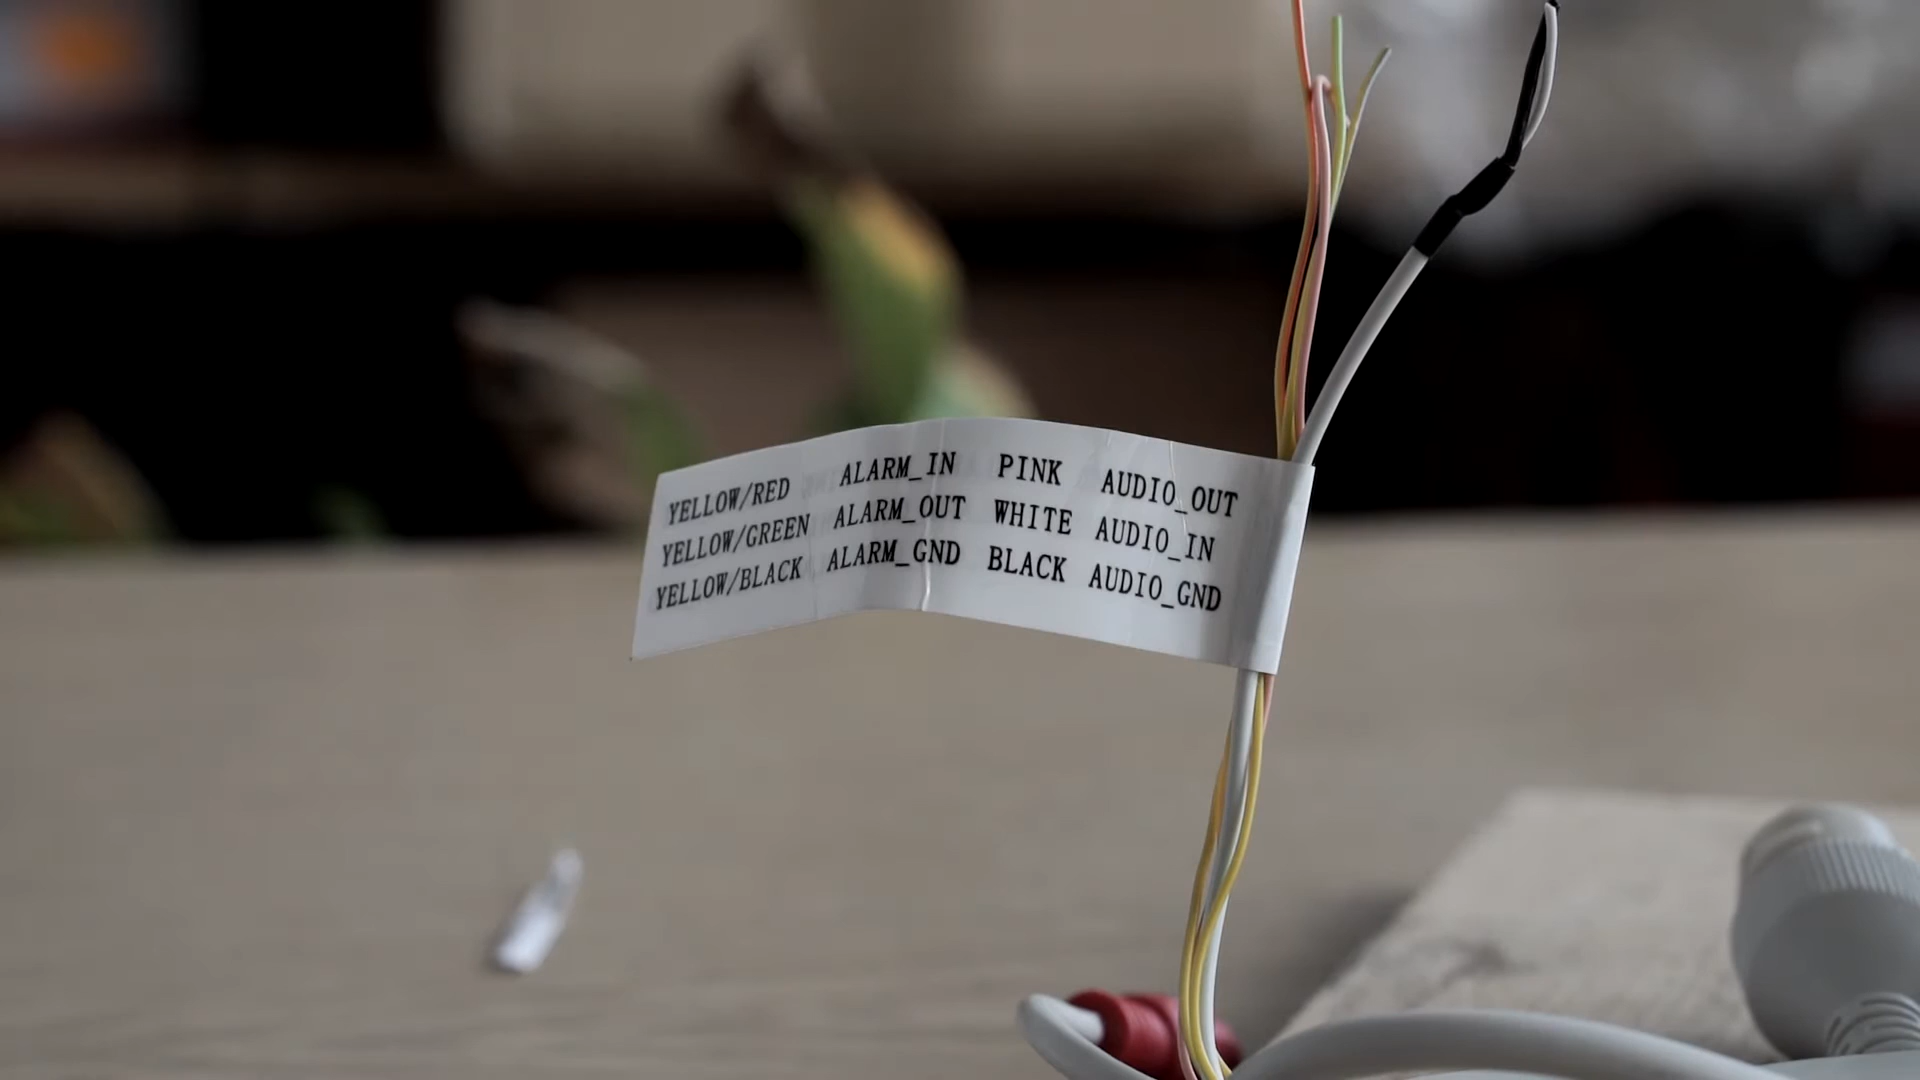 YELLOW/RED ALARM_IN PINK AUDIO_OUT
YELLOW/GREEN ALARM_OUT WHITE AUDIO_IN
YELLOW/BLACK ALARM_GND BLACK AUDIO_GND